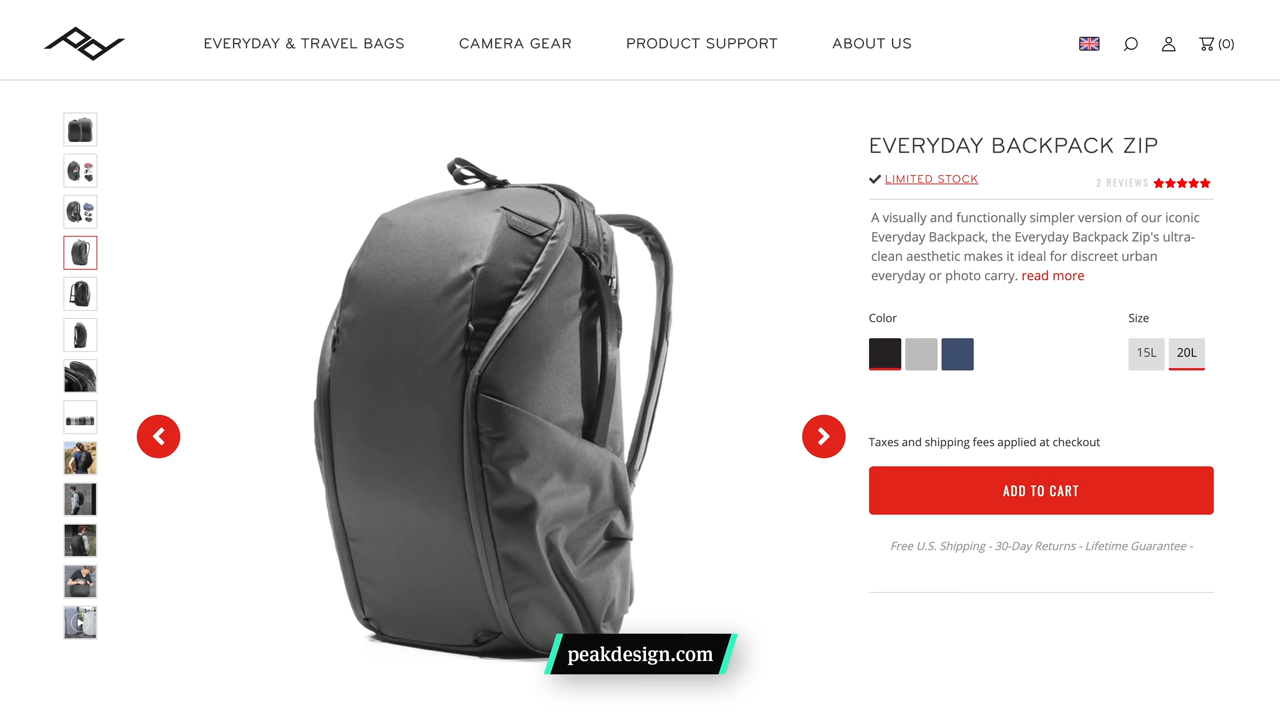 EVERYDAY & TRAVEL BAGS
CAMERA GEAR
PRODUCT SUPPORT
ABOUT US
(0)
EVERYDAY BACKPACK ZIP
LIMITED STOCK
2 REVIEWS
A visually and functionally simpler version of our iconic
Everyday Backpack, the Everyday Backpack Zip's ultra-
clean aesthetic makes it ideal for discreet urban
everyday or photo carry. read more
Color
Size
15L
20L
Taxes and shipping fees applied at checkout
ADD TO CART
Free U.S. Shipping - 30-Day Returns - Lifetime Guarantee -
peakdesign.com